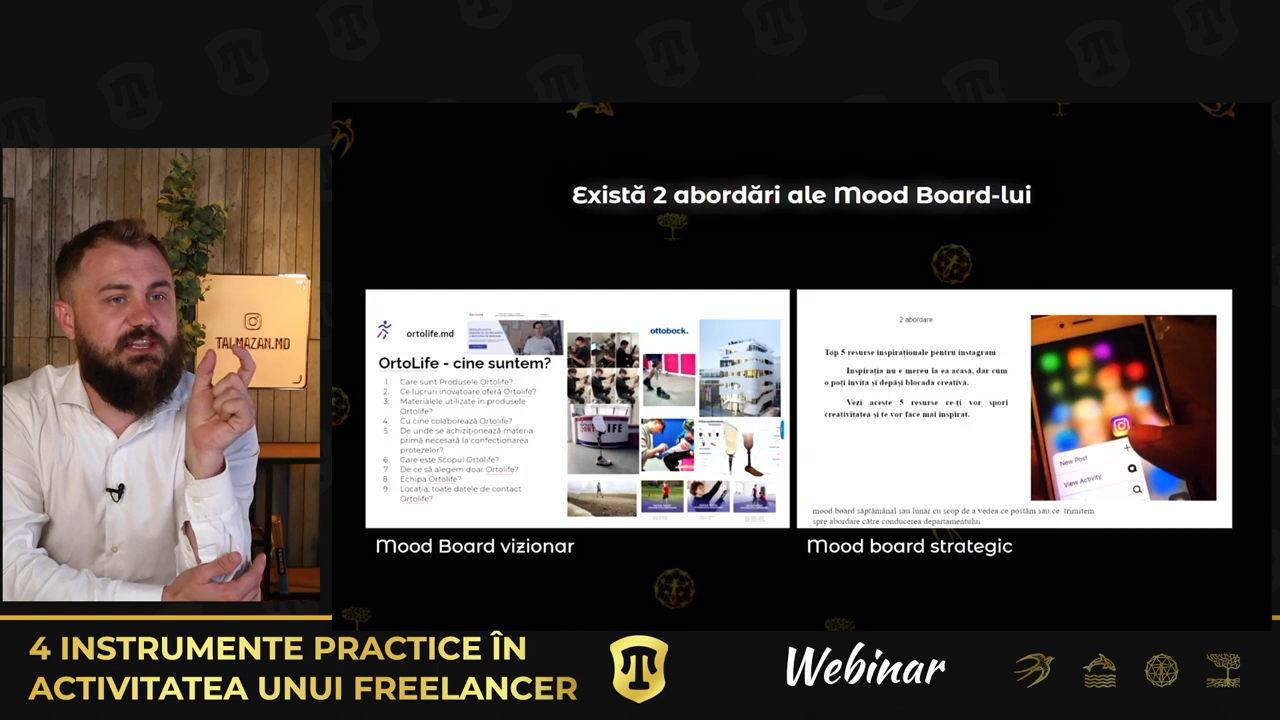 Există 2 abordări ale Mood Board-lui
TALMAZAN.MD
ortolife.md
ottobock.
OrtoLife - cine suntem?
1. Care sunt Produsele Ortolife?
2. Ce lucruri inovatoare oferă Ortolife?
3. Materialele utilizate în produsele
Ortolife?
4. Cu cine colaborează Ortolife?
5. De unde se achiziționează materia
primă necesară la confecționarea
protezelor?
6. Care este Scopul Ortolife?
7. De ce să alegem doar Ortolife?
8. Echipa Ortolife?
9. Locația, toate datele de contact
Ortolife?
Mood Board vizionar
2 abordare
Top 5 resurse inspiraționale pentru instagram
Inspirația nu e mereu la ea acasă, dar cum
o poți invita și depăși blocada creativă.
Vezi aceste 5 resurse ce-ți vor spori
creativitatea și te vor face mai inspirat.
New Post
View Activity
mood board săptămânal sau lunar cu scop de a vedea ce postăm sau ce trimitem
spre abordare către conducerea departamentului
Mood board strategic
4 INSTRUMENTE PRACTICE ÎN
ACTIVITATEA UNUI FREELANCER
Webinar